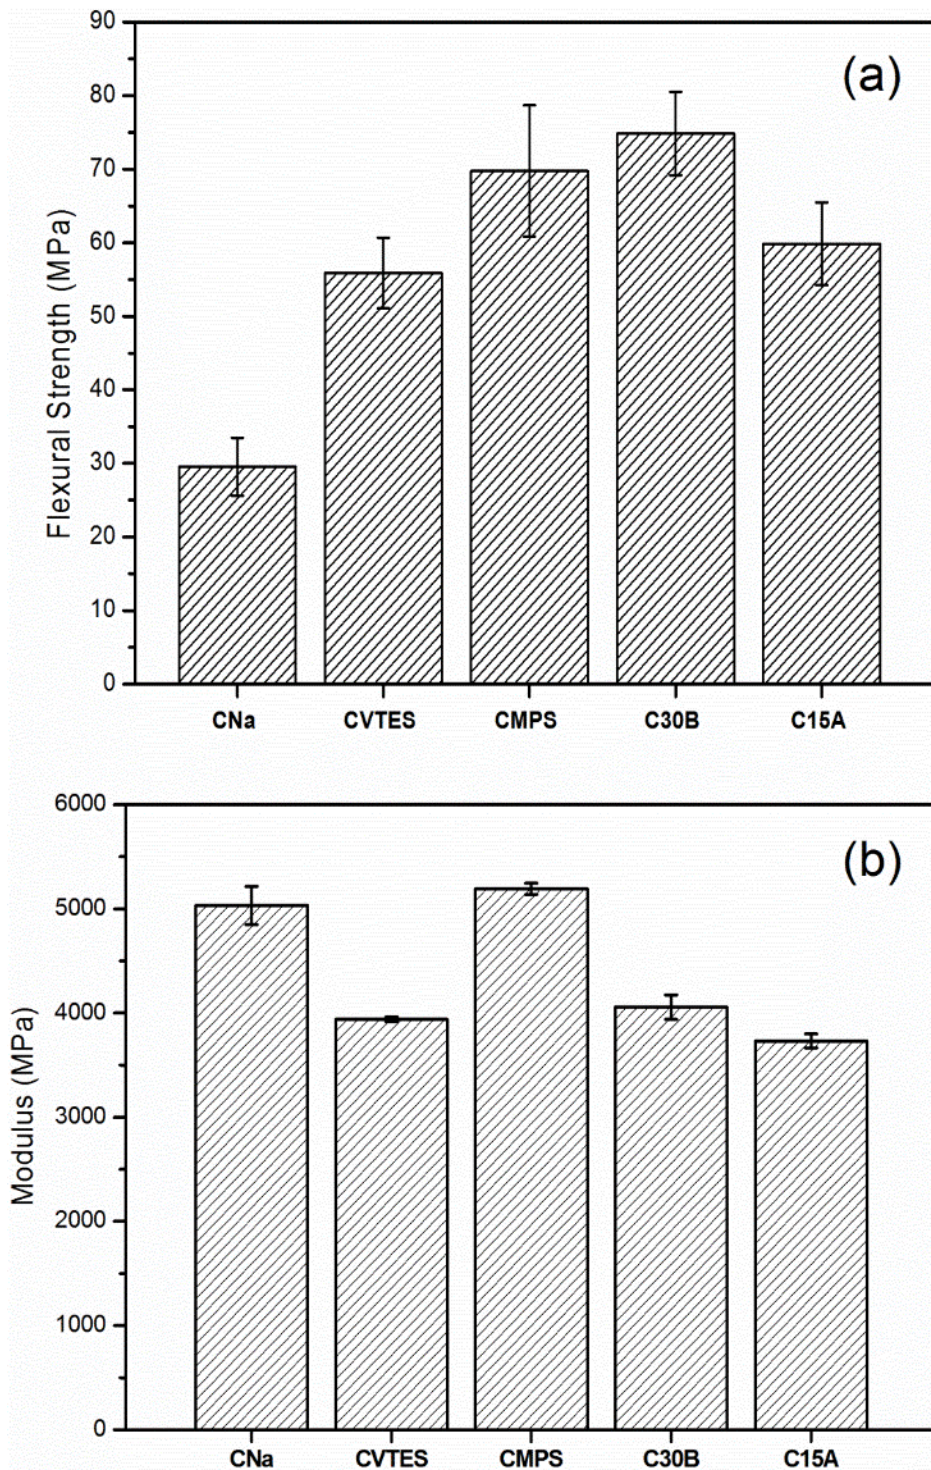 90
(a)
80
70
60
50
40
30
20
10
0
Flexural Strength (MPa)
CNa CVTES CMPS C30B C15A
6000
(b)
5000
4000
3000
2000
1000
0
Modulus (MPa)
CNa CVTES CMPS C30B C15A